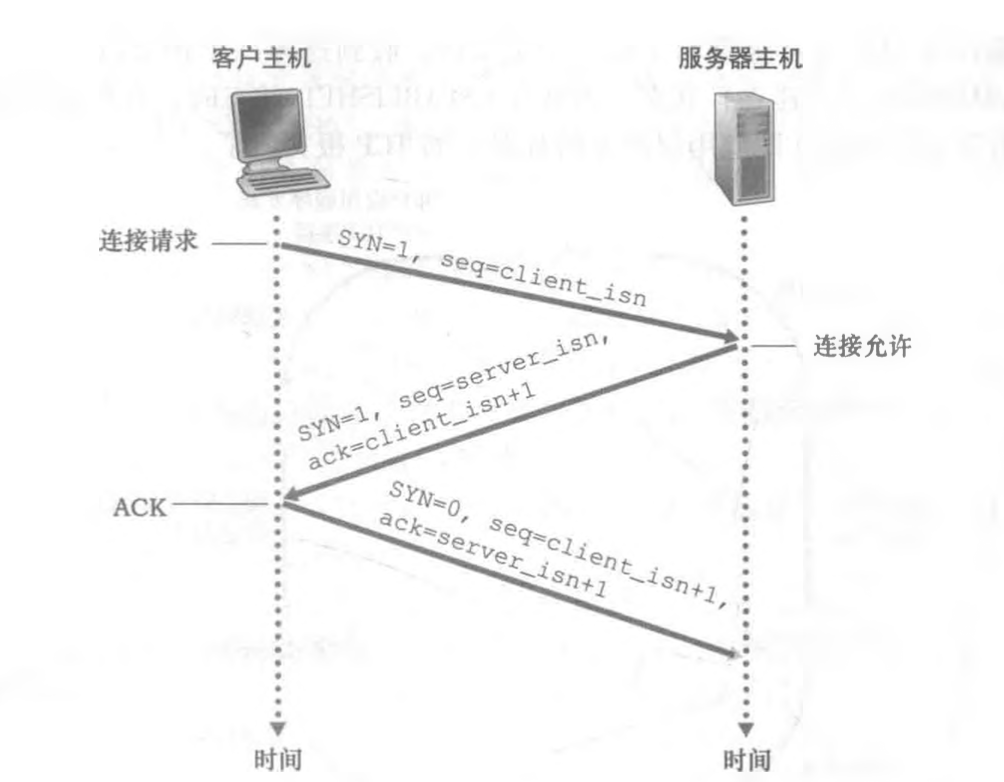 客户主机
服务器主机
连接请求
SYN=1, seq=client_isn
连接允许
SYN=1, seq=server_isn,
ack=client_isn+1
ACK
SYN=0, seq=client_isn+1,
ack=server_isn+1
时间
时间